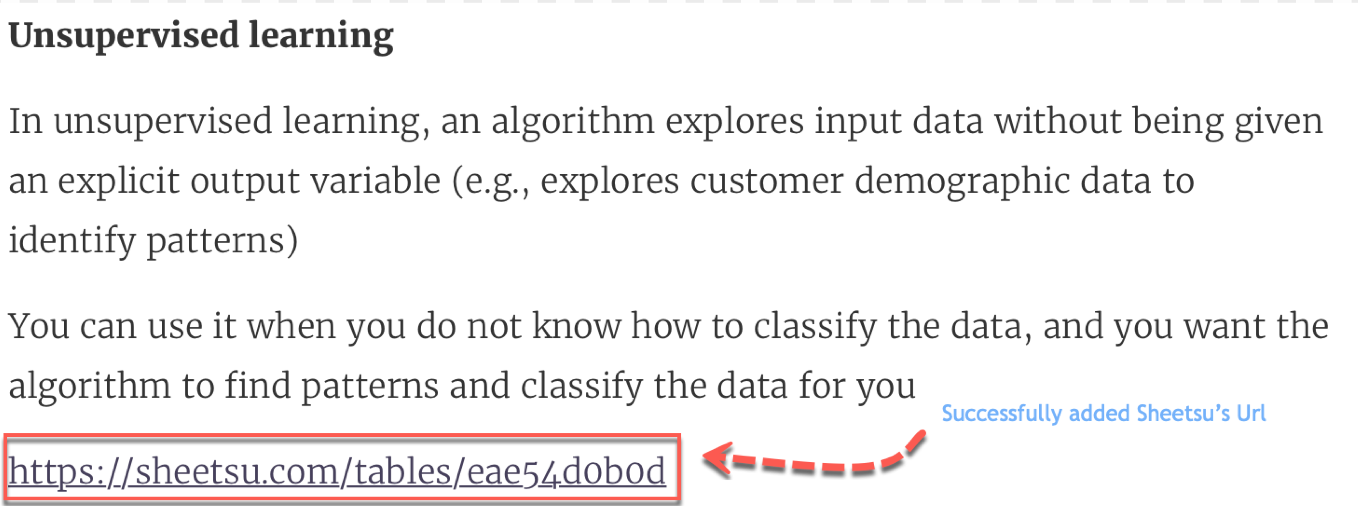 Unsupervised learning
In unsupervised learning, an algorithm explores input data without being given
an explicit output variable (e.g., explores customer demographic data to
identify patterns)
You can use it when you do not know how to classify the data, and you want the
algorithm to find patterns and classify the data for you
Successfully added Sheetsu's Url
https://sheetsu.com/tables/eae54d0b0d